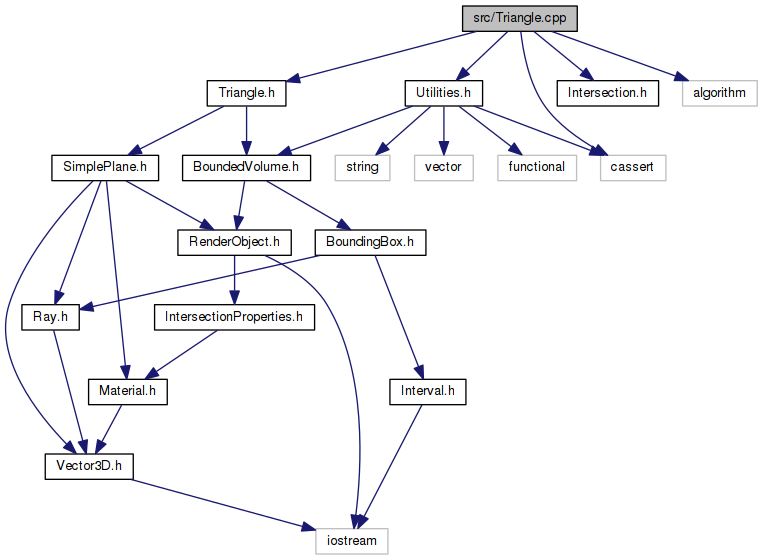 src/Triangle.cpp
Triangle.h
Utilities.h
Intersection.h
algorithm
SimplePlane.h
BoundedVolume.h
string
vector
functional
cassert
RenderObject.h
BoundingBox.h
Ray.h
IntersectionProperties.h
Material.h
Interval.h
Vector3D.h
iostream